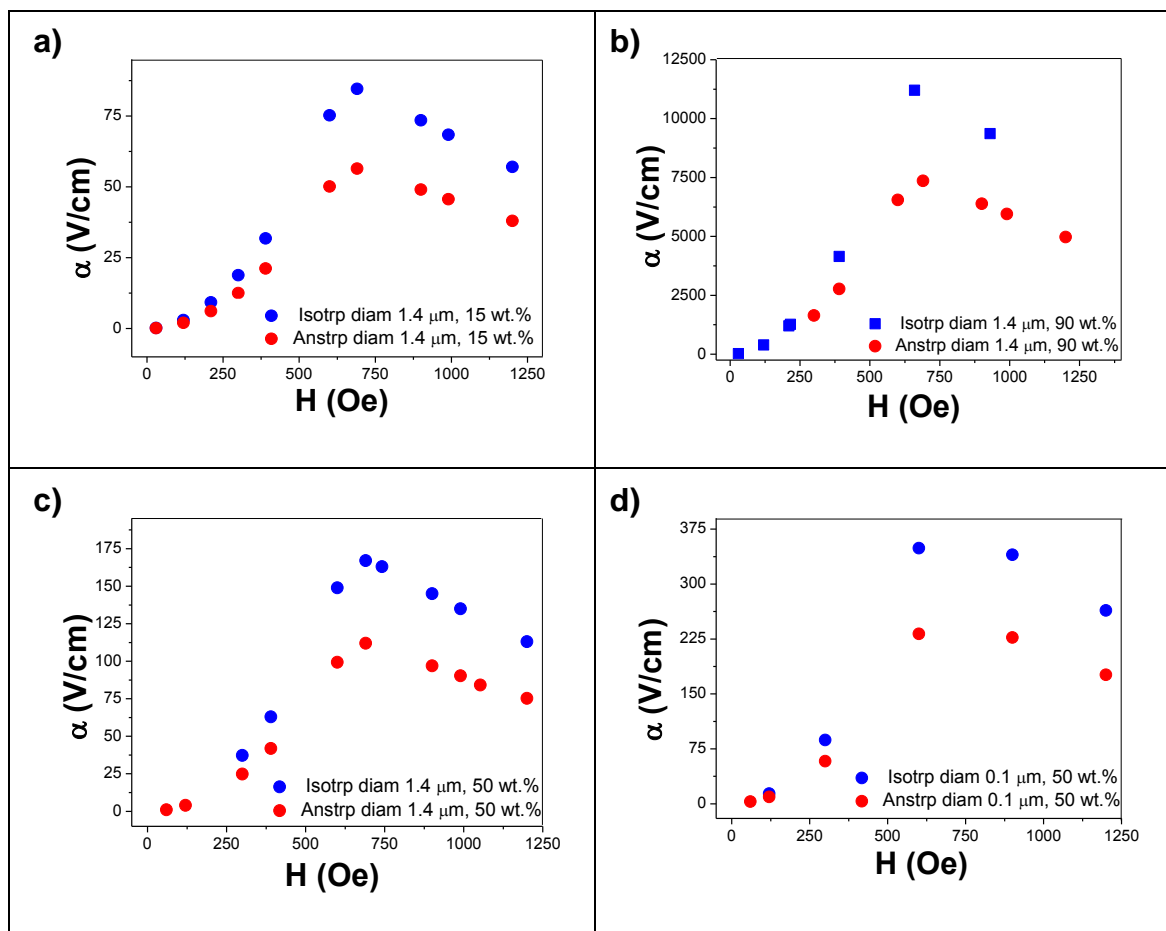 a)
75
50
25
0
α (V/cm)
0 250 500 750 1000 1250
H (Oe)
Isotrp diam 1.4 μm, 15 wt.%
Anstrp diam 1.4 μm, 15 wt.%
b)
12500
10000
7500
5000
2500
0
α (V/cm)
0 250 500 750 1000 1250
H (Oe)
Isotrp diam 1.4 μm, 90 wt.%
Anstrp diam 1.4 μm, 90 wt.%
c)
175
150
125
100
75
50
25
0
α (V/cm)
0 250 500 750 1000 1250
H (Oe)
Isotrp diam 1.4 μm, 50 wt.%
Anstrp diam 1.4 μm, 50 wt.%
d)
375
300
225
150
75
0
α (V/cm)
0 250 500 750 1000 1250
H (Oe)
Isotrp diam 0.1 μm, 50 wt.%
Anstrp diam 0.1 μm, 50 wt.%